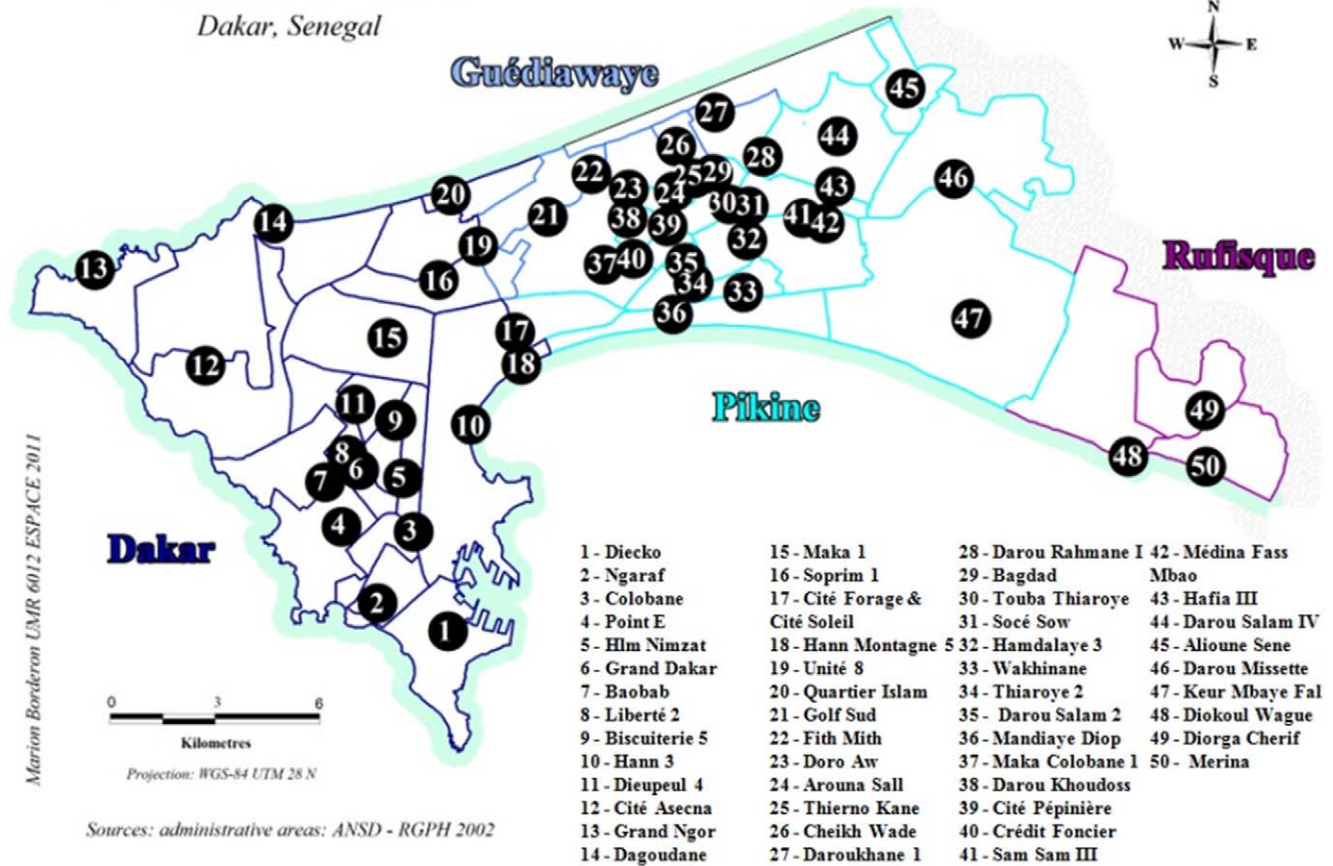 Dakar, Senegal
N
W E
S
Guédiawaye
27
45
44
26
28
22
25
29
46
23
24
43
20
30
31
21
38
41
42
14
39
32
19
Rufisque
13
37
40
35
16
34
33
36
47
17
15
18
12
Pikine
11
49
9
10
8
48
6
50
5
7
4
3
Dakar
2
1
0 3 6
Kilometres
Projection: WGS-84 UTM 28 N
Sources: administrative areas: ANSD - RGPH 2002
Marion Borderon UMR 6012 ESPACE 2011
1 - Diecko
2 - Ngaraf
3 - Colobane
4 - Point E
5 - Hlm Nimzat
6 - Grand Dakar
7 - Baobab
8 - Liberté 2
9 - Biscuiterie 5
10 - Hann 3
11 - Dieupeul 4
12 - Cité Asecna
13 - Grand Ngor
14 - Dagoudane
15 - Maka 1
16 - Soprim 1
17 - Cité Forage &
Cité Soleil
18 - Hann Montagne 5
19 - Unité 8
20 - Quartier Islam
21 - Golf Sud
22 - Fith Mith
23 - Doro Aw
24 - Arouna Sall
25 - Thierno Kane
26 - Cheikh Wade
27 - Daroukhane 1
28 - Darou Rahmane I
29 - Bagdad
30 - Touba Thiaroye
31 - Socé Sow
32 - Hamdalaye 3
33 - Wakhinane
34 - Thiaroye 2
35 - Darou Salam 2
36 - Mandiaye Diop
37 - Maka Colobane 1
38 - Darou Khoudoss
39 - Cité Pépinière
40 - Crédit Foncier
41 - Sam Sam III
42 - Médina Fass
Mbao
43 - Hafia III
44 - Darou Salam IV
45 - Alioune Sene
46 - Darou Missette
47 - Keur Mbaye Fal
48 - Diokoul Wague
49 - Diorga Cherif
50 - Merina